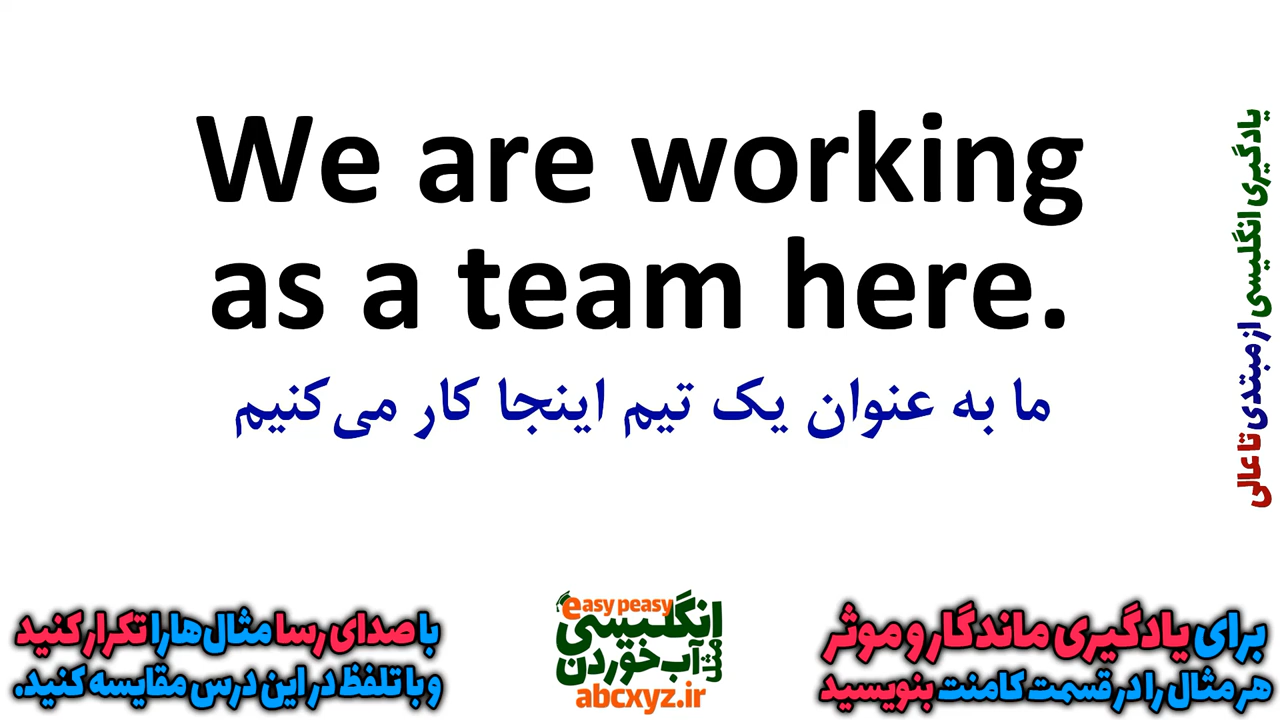 We are working
as a team here.
ما به عنوان یک تیم اینجا کار می‌کنیم
یادگیری انگلیسی از مبتدی تا عالی
برای یادگیری ماندگار و موثر
هر مثال را در قسمت کامنت بنویسید
easy peasy
انگلیسی
مثل آب خوردن
abcxyz.ir
با صدای رسا مثال‌ها را تکرار کنید
و با تلفظ در این درس مقایسه کنید.